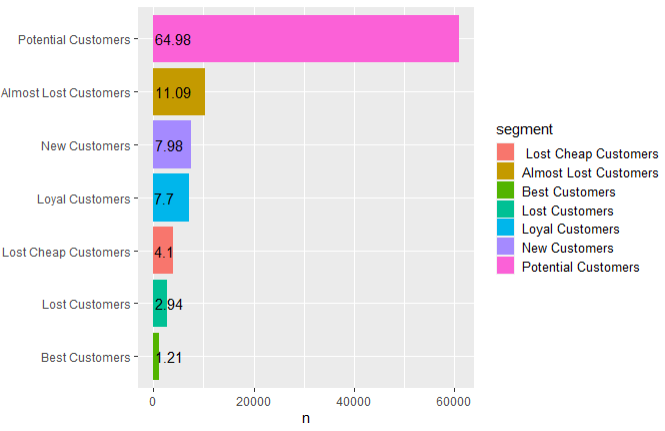 Potential Customers 64.98
Almost Lost Customers 11.09
New Customers 7.98
Loyal Customers 7.7
Lost Cheap Customers 4.1
Lost Customers 2.94
Best Customers 1.21
0 20000 40000 60000
n
segment
Lost Cheap Customers
Almost Lost Customers
Best Customers
Lost Customers
Loyal Customers
New Customers
Potential Customers